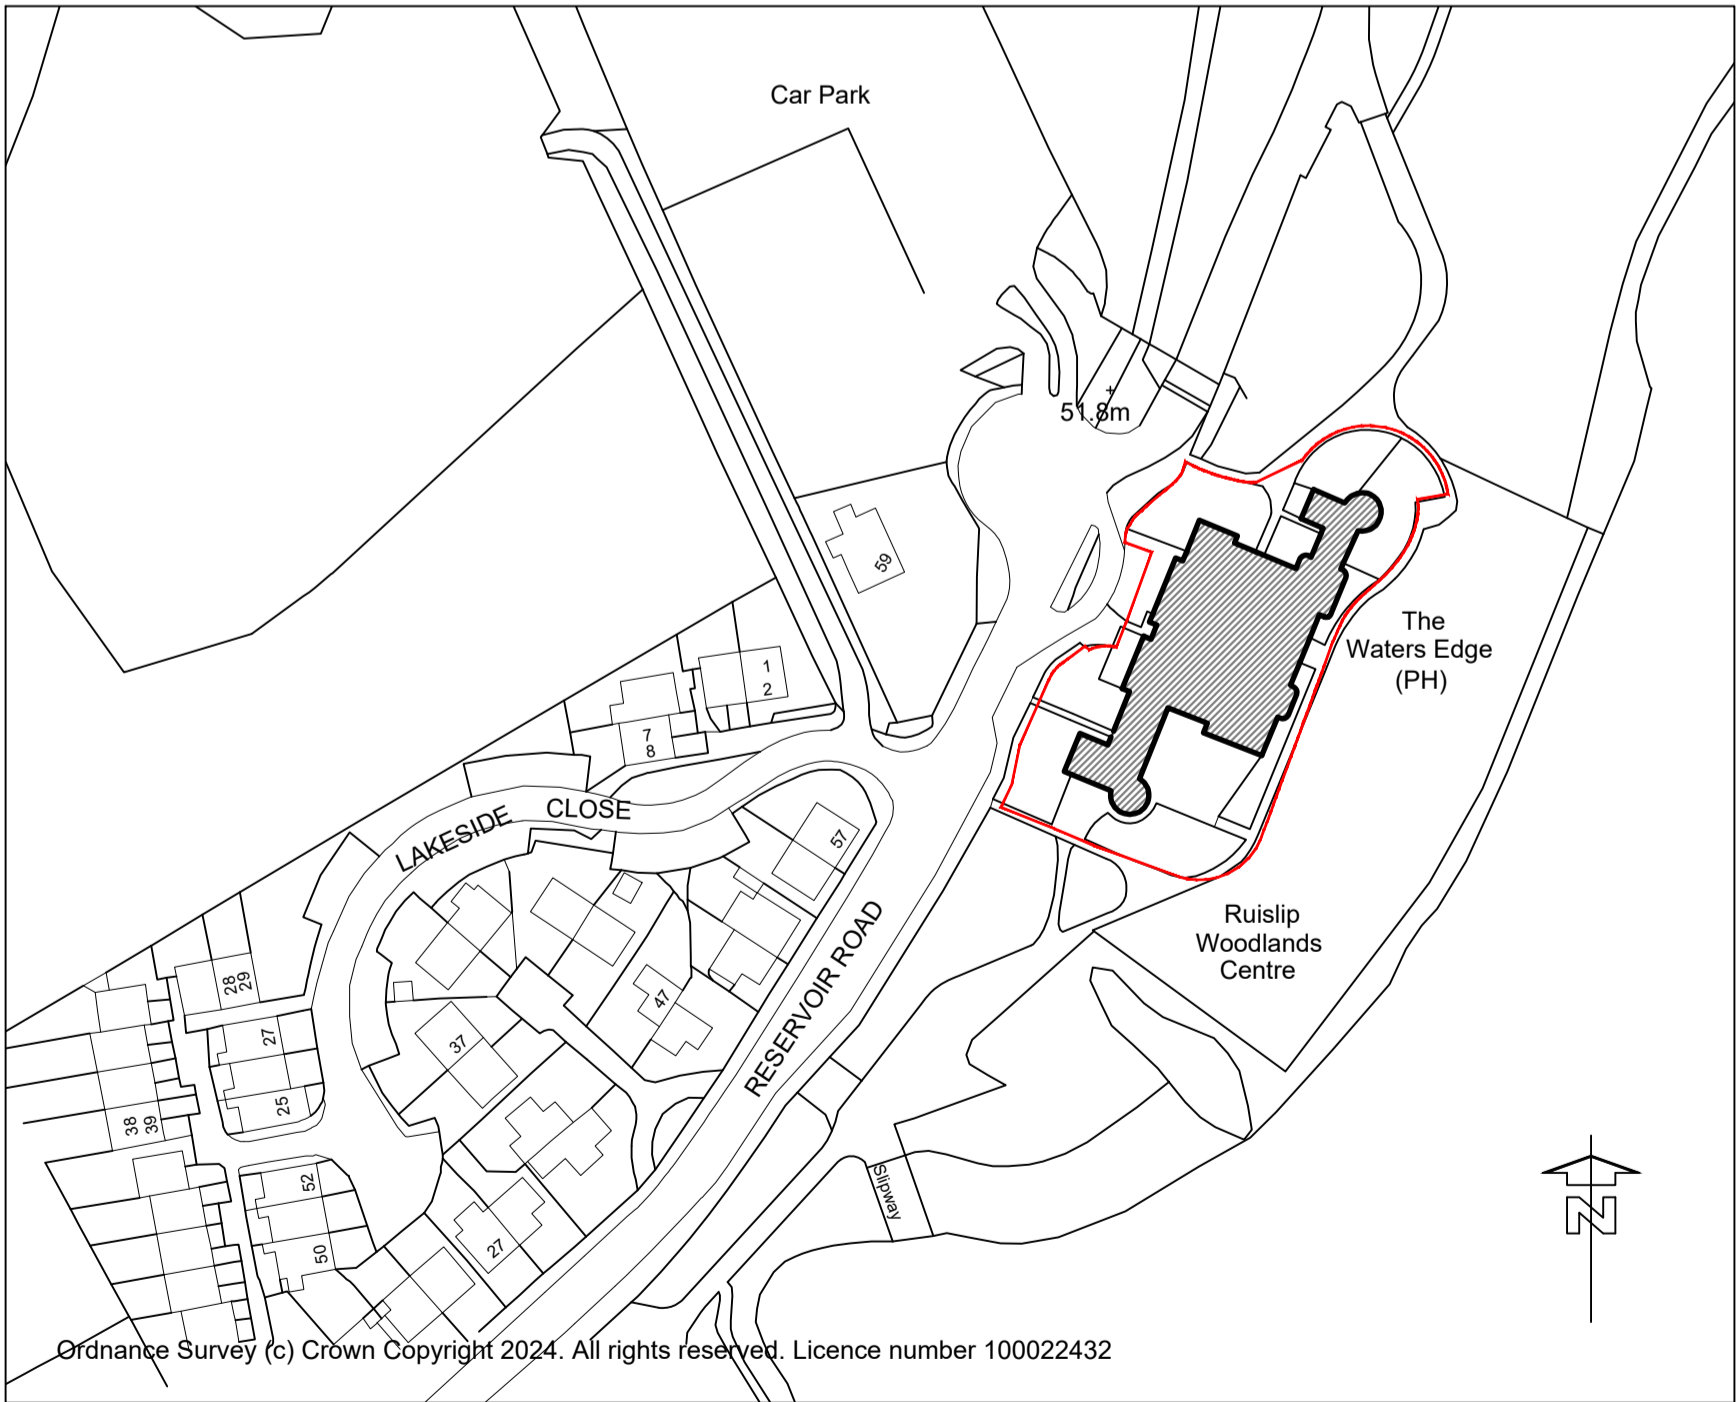 Car Park
51.8m
59
The
Waters Edge
(PH)
1
2
7
8
LAKESIDE CLOSE
57
RESERVOIR ROAD
Ruislip
Woodlands
Centre
28
29
27
25
47
37
38
39
52
50
27
Slipway
N
Ordnance Survey (c) Crown Copyright 2024. All rights reserved. Licence number 100022432